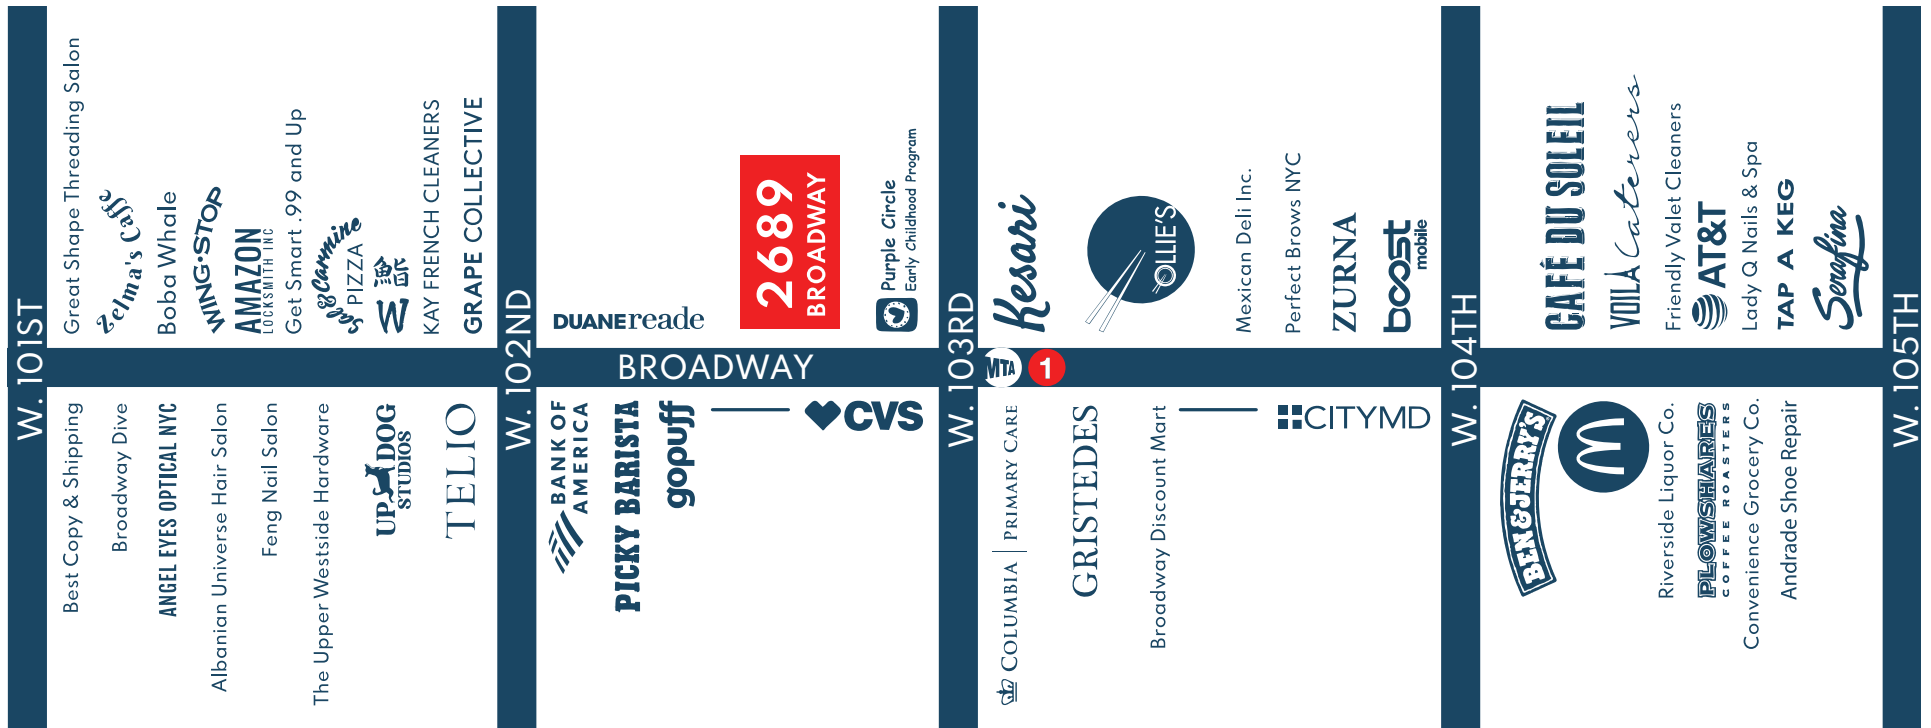 W. 101ST
Great Shape Threading Salon
Zelma's Caffe
Boba Whale
WING·STOP
AMAZON
LOCKSMITH INC
Get Smart .99 and Up
Sal & Carmine
PIZZA
KAY FRENCH CLEANERS
GRAPE COLLECTIVE
W. 102ND
DUANE reade
2689
BROADWAY
Purple Circle
Early Childhood Program
W. 103RD
Kesari
OLLIE'S
Mexican Deli Inc.
Perfect Brows NYC
ZURNA
boost
mobile
W. 104TH
CAFÉ DU SOLEIL
VOILÀ Caterers
Friendly Valet Cleaners
AT&T
Lady Q Nails & Spa
TAP A KEG
Serafina
W. 105TH
BROADWAY
MTA
1
Best Copy & Shipping
Broadway Dive
ANGEL EYES OPTICAL NYC
Albanian Universe Hair Salon
Feng Nail Salon
The Upper Westside Hardware
UP DOG
STUDIOS
TELIO
BANK OF
AMERICA
PICKY BARISTA
gopuff
CVS
COLUMBIA | PRIMARY CARE
GRISTEDES
Broadway Discount Mart
CITYMD
BEN & JERRY'S
M
Riverside Liquor Co.
PLOWSHARES
COFFEE ROASTERS
Convenience Grocery Co.
Andrade Shoe Repair